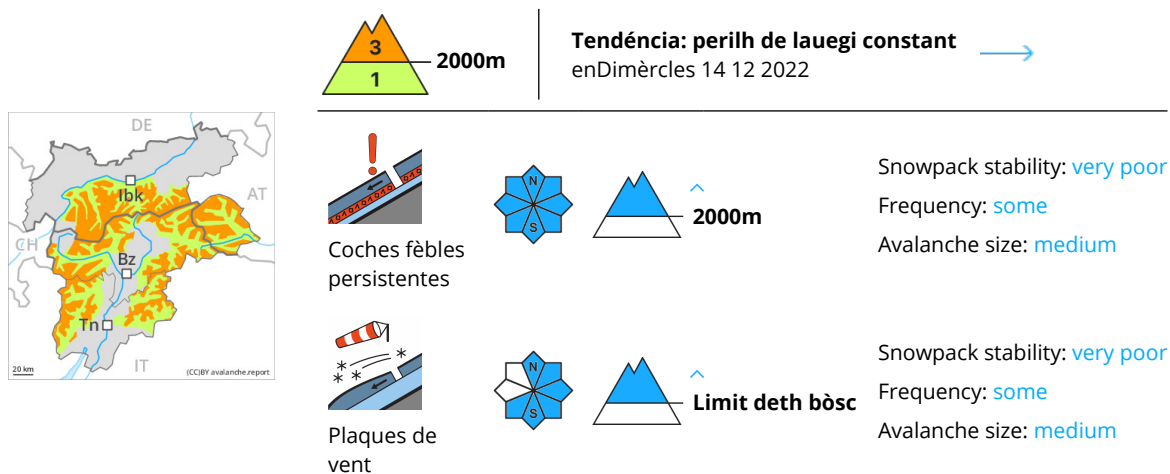 3
1
2000m
Tendéncia: perilh de lauegi constant
enDimèrcles 14 12 2022
DE
Ibk
AT
CH
Bz
Tn
IT
20 km
(CC)BY avalanche.report
Coches fèbles
persistentes
N
S
2000m
Snowpack stability: very poor
Frequency: some
Avalanche size: medium
Plaques de
vent
N
S
Limit deth bòsc
Snowpack stability: very poor
Frequency: some
Avalanche size: medium